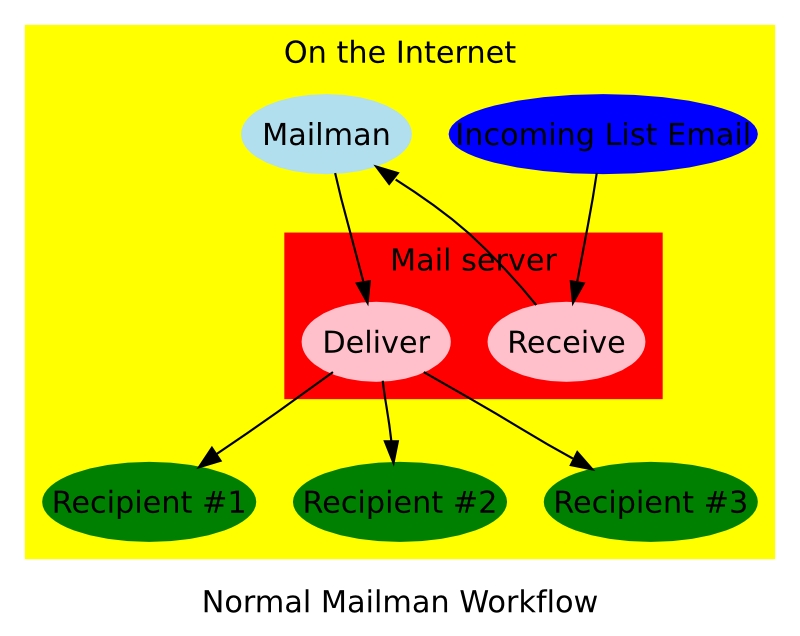 On the Internet
Mailman
Incoming List Email
Mail server
Deliver
Receive
Recipient #1
Recipient #2
Recipient #3
Normal Mailman Workflow